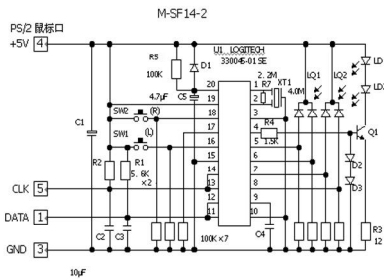 M-SF14-2
PS/2 鼠标口
+5V 4
CLK 5
DATA 1
GND 3
C1
R5
100K
D1
4.7μF
C5
SW2 (R)
SW1 (L)
R2
R1
5.6K
×2
C2
C3
10μF
U1 LOGITECH
330045-01SE
20
19
18
17
16
15
14
13
12
11
1
2
3
4
5
6
7
8
9
10
100K×7
2.2M
R7
XT1
4.0M
R4
1.5K
C4
LQ1
LQ2
LD
LD2
Q1
D2
D3
R3
12